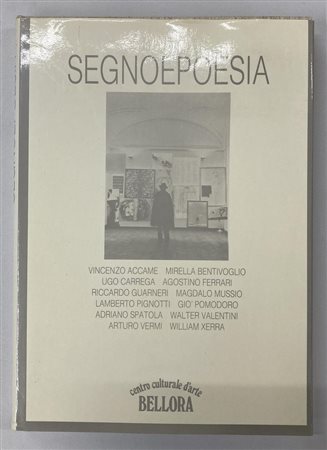 SEGNOEPOESIA
VINCENZO ACCAME MIRELLA BENTIVOGLIO
UGO CARREGA AGOSTINO FERRARI
RICCARDO GUARNERI MAGDALO MUSSIO
LAMBERTO PIGNOTTI GIO' POMODORO
ADRIANO SPATOLA WALTER VALENTINI
ARTURO VERMI WILLIAM XERRA
centro culturale d'arte
BELLORA